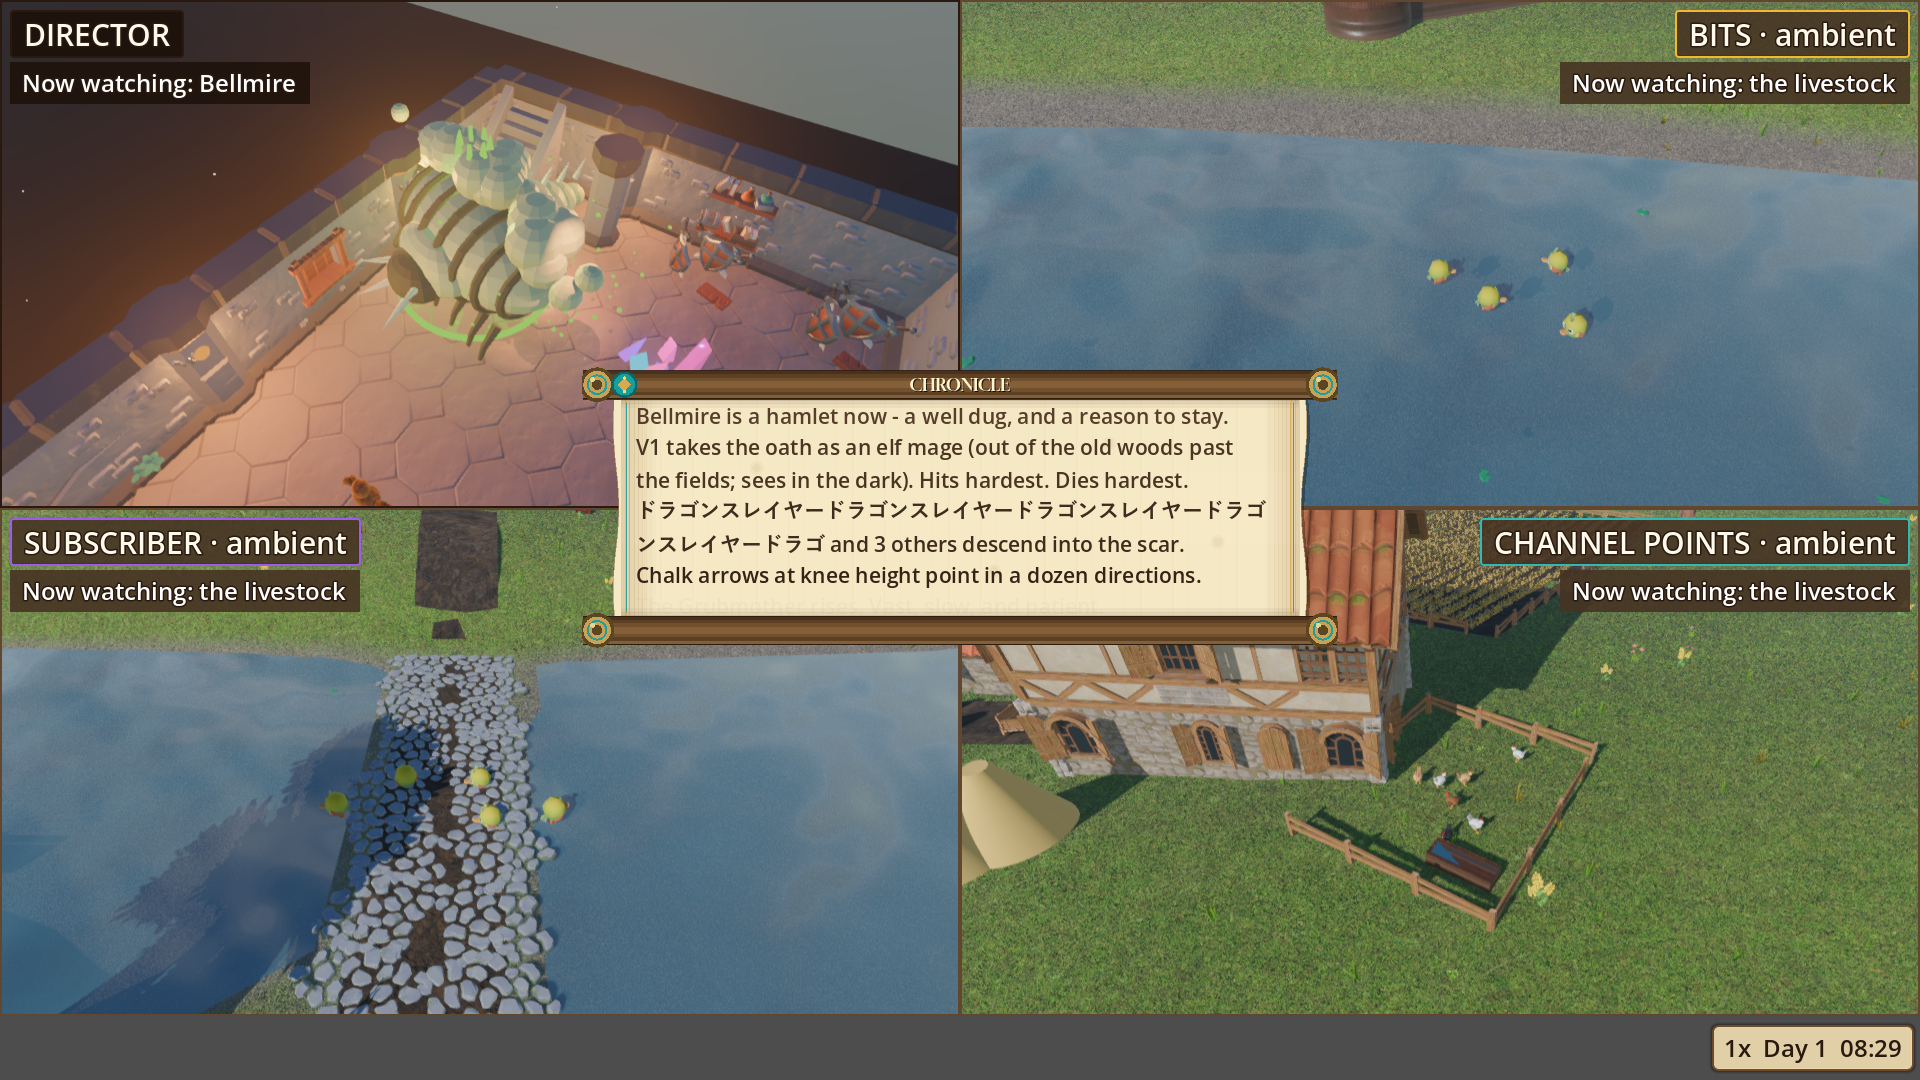 DIRECTOR
Now watching: Bellmire
BITS · ambient
Now watching: the livestock
CHRONICLE
Bellmire is a hamlet now - a well dug, and a reason to stay.
V1 takes the oath as an elf mage (out of the old woods past
the fields; sees in the dark). Hits hardest. Dies hardest.
ドラゴンスレイヤードラゴンスレイヤードラゴンスレイヤードラゴ
ンスレイヤードラゴ and 3 others descend into the scar.
Chalk arrows at knee height point in a dozen directions.
SUBSCRIBER · ambient
Now watching: the livestock
CHANNEL POINTS · ambient
Now watching: the livestock
1x Day 1 08:29